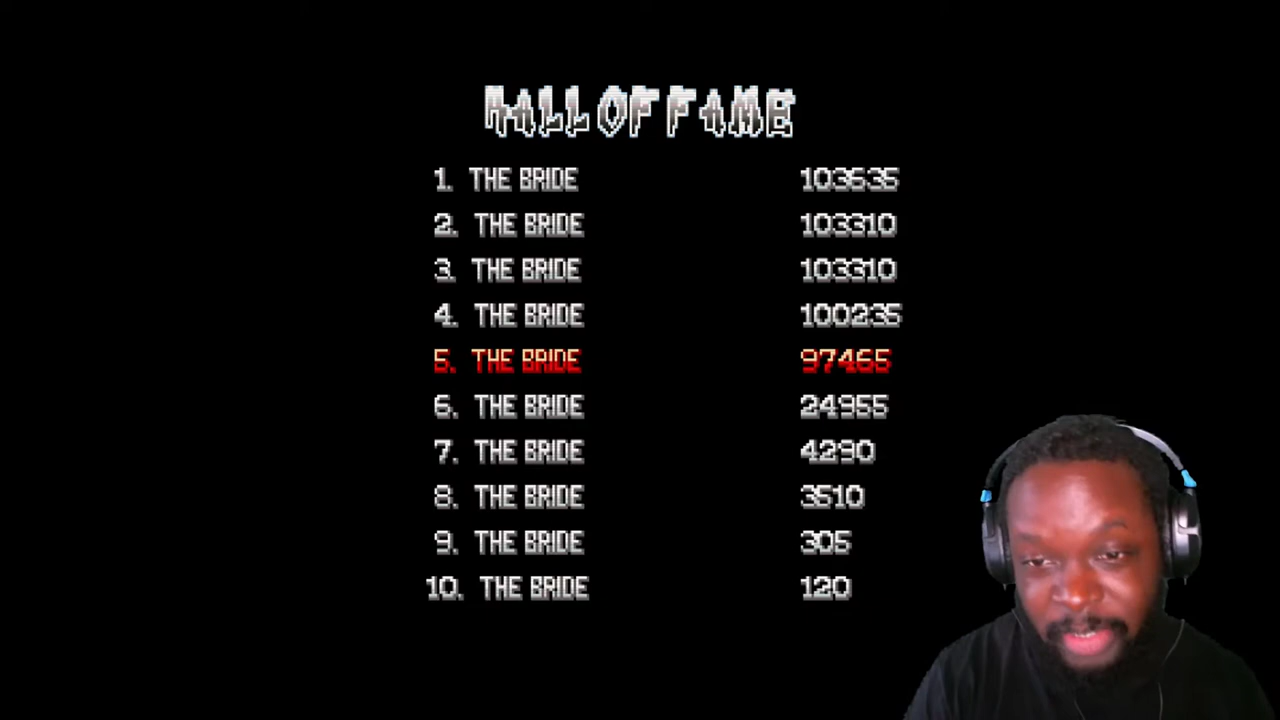 HALL OF FAME
1. THE BRIDE 103635
2. THE BRIDE 103310
3. THE BRIDE 103310
4. THE BRIDE 100235
5. THE BRIDE 97465
6. THE BRIDE 24955
7. THE BRIDE 4290
8. THE BRIDE 3510
9. THE BRIDE 305
10. THE BRIDE 120